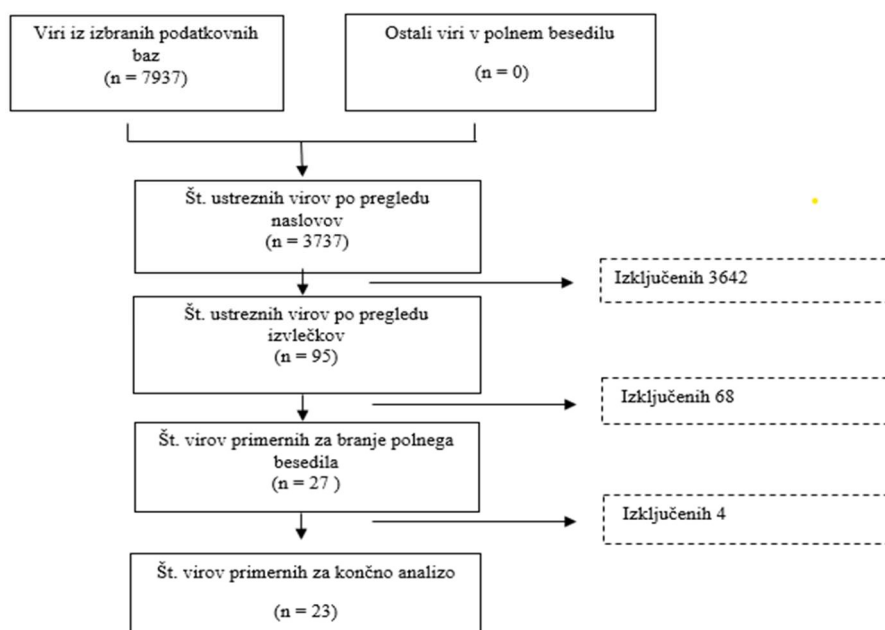 Viri iz izbranih podatkovnih
baz
(n = 7937)
Ostali viri v polnem besedilu
(n = 0)
Št. ustreznih virov po pregledu
naslovov
(n = 3737)
Izključenih 3642
Št. ustreznih virov po pregledu
izvlečkov
(n = 95)
Izključenih 68
Št. virov primernih za branje polnega
besedila
(n = 27 )
Izključenih 4
Št. virov primernih za končno analizo
(n = 23)